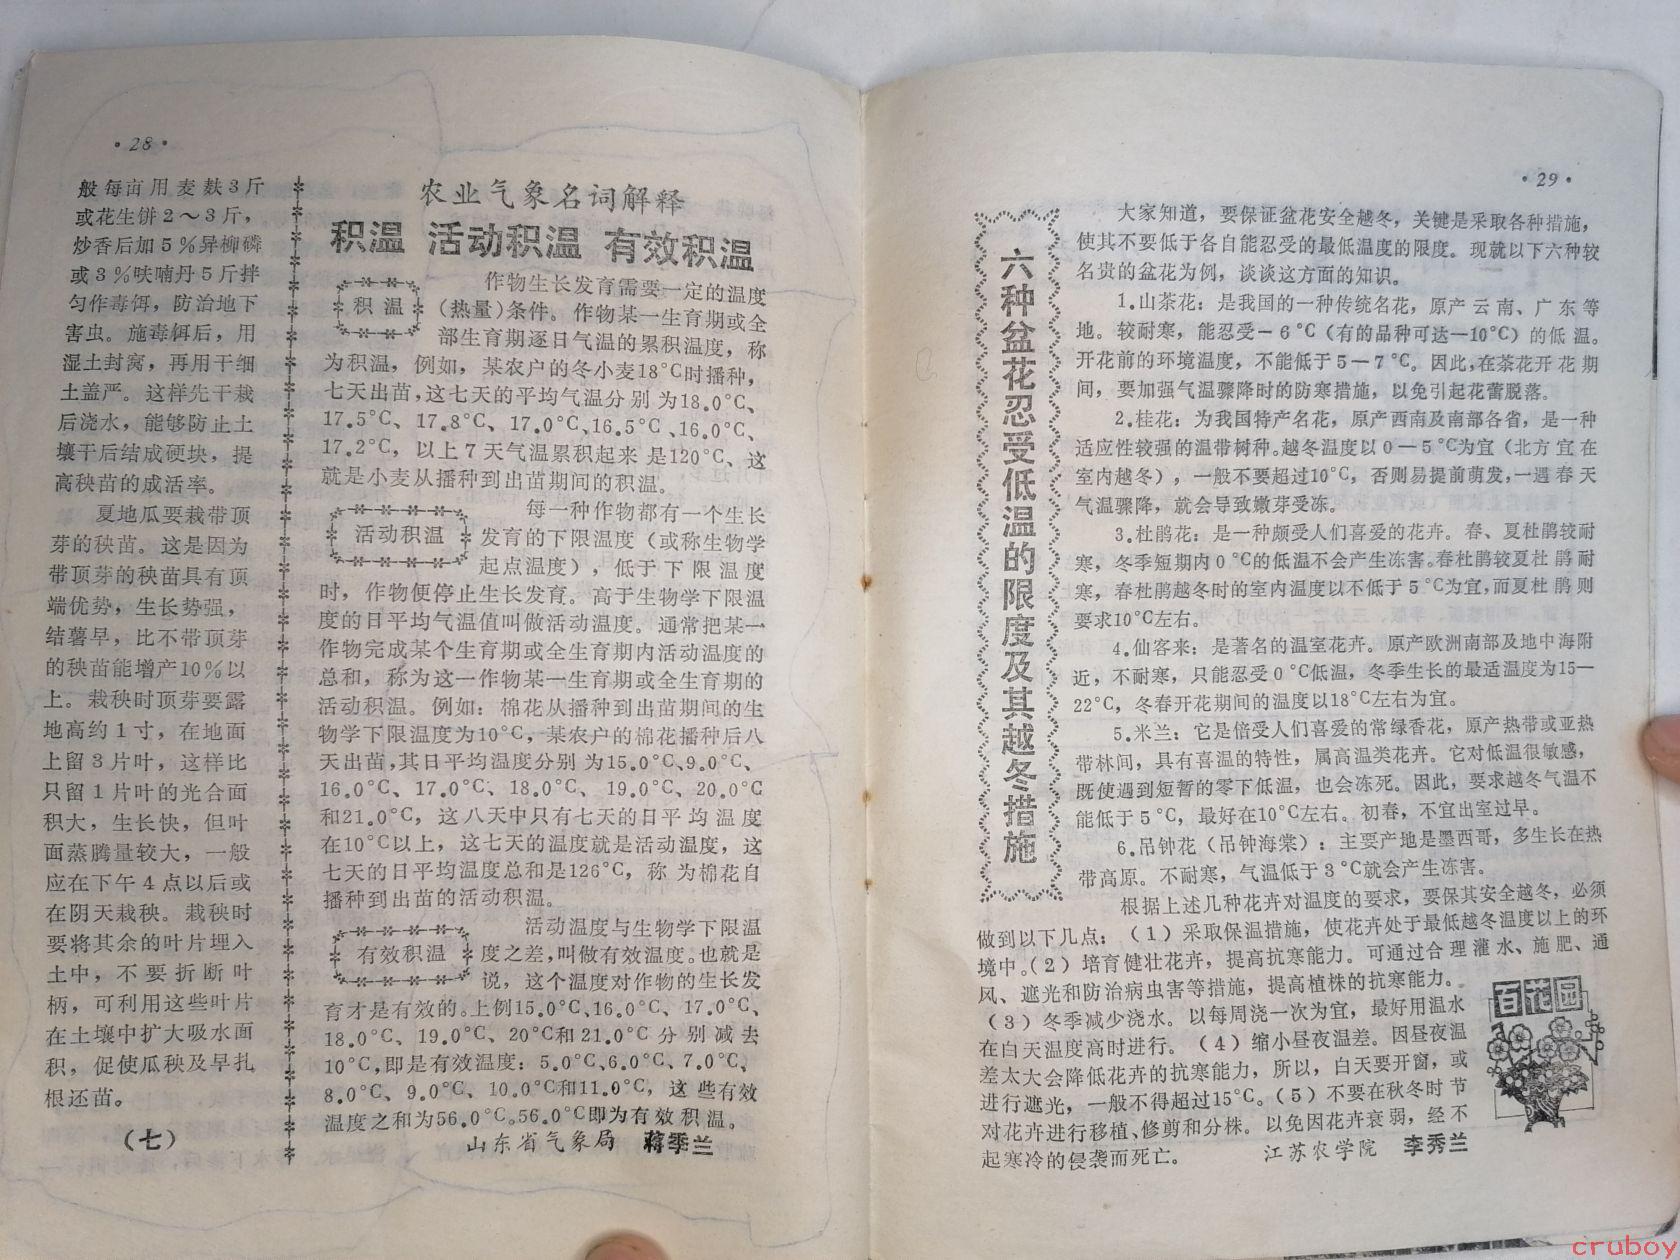 ·28·
般每亩用麦麸3斤
或花生饼2～3斤，
炒香后加5%异柳磷
或3%呋喃丹5斤拌
匀作毒饵，防治地下
害虫。施毒饵后，用
湿土封窝，再用干细
土盖严。这样先干栽
后浇水，能够防止土
壤干后结成硬块，提
高秧苗的成活率。
夏地瓜要栽带顶
芽的秧苗。这是因为
带顶芽的秧苗具有顶
端优势，生长势强，
结薯早，比不带顶芽
的秧苗能增产10%以
上。栽秧时顶芽要露
地高约1寸，在地面
上留3片叶，这样比
只留1片叶的光合面
积大，生长快，但叶
面蒸腾量较大，一般
应在下午4点以后或
在阴天栽秧。栽秧时
要将其余的叶片埋入
土中，不要折断叶
柄，可利用这些叶片
在土壤中扩大吸水面
积，促使瓜秧及早扎
根还苗。
（七）
农业气象名词解释
积温 活动积温 有效积温
积温
作物生长发育需要一定的温度
（热量）条件。作物某一生育期或全
部生育期逐日气温的累积温度，称
为积温，例如，某农户的冬小麦18°C时播种，
七天出苗，这七天的平均气温分别为18.0°C、
17.5°C、17.8°C、17.0°C、16.5°C、16.0°C、
17.2°C，以上7天气温累积起来是120°C、这
就是小麦从播种到出苗期间的积温。
活动积温
每一种作物都有一个生长
发育的下限温度（或称生物学
起点温度），低于下限温度
时，作物便停止生长发育。高于生物学下限温
度的日平均气温值叫做活动温度。通常把某一
作物完成某个生育期或全生育期内活动温度的
总和，称为这一作物某一生育期或全生育期的
活动积温。例如：棉花从播种到出苗期间的生
物学下限温度为10°C，某农户的棉花播种后八
天出苗，其日平均温度分别为15.0°C、9.0°C、
16.0°C、17.0°C、18.0°C、19.0°C、20.0°C
和21.0°C，这八天中只有七天的日平均温度
在10°C以上，这七天的温度就是活动温度，这
七天的日平均温度总和是126°C，称为棉花自
播种到出苗的活动积温。
有效积温
活动温度与生物学下限温
度之差，叫做有效温度。也就是
说，这个温度对作物的生长发
育才是有效的。上例15.0°C、16.0°C、17.0°C、
18.0°C、19.0°C、20°C和21.0°C分别减去
10°C，即是有效温度：5.0°C、6.0°C、7.0°C、
8.0°C、9.0°C、10.0°C和11.0°C，这些有效
温度之和为56.0°C。56.0°C即为有效积温。
山东省气象局 蒋季兰
·29·
六种盆花忍受低温的限度及其越冬措施
大家知道，要保证盆花安全越冬，关键是采取各种措施，
使其不要低于各自能忍受的最低温度的限度。现就以下六种较
名贵的盆花为例，谈谈这方面的知识。
1.山茶花：是我国的一种传统名花，原产云南、广东等
地。较耐寒，能忍受－6°C（有的品种可达—10°C）的低温。
开花前的环境温度，不能低于5—7°C。因此，在茶花开花期
间，要加强气温骤降时的防寒措施，以免引起花蕾脱落。
2.桂花：为我国特产名花，原产西南及南部各省，是一种
适应性较强的温带树种。越冬温度以0—5°C为宜（北方宜在
室内越冬），一般不要超过10°C，否则易提前萌发，一遇春天
气温骤降，就会导致嫩芽受冻。
3.杜鹃花：是一种颇受人们喜爱的花卉。春、夏杜鹃较耐
寒，冬季短期内0°C的低温不会产生冻害。春杜鹃较夏杜鹃耐
寒，春杜鹃越冬时的室内温度以不低于5°C为宜，而夏杜鹃则
要求10°C左右。
4.仙客来：是著名的温室花卉。原产欧洲南部及地中海附
近，不耐寒，只能忍受0°C低温，冬季生长的最适温度为15—
22°C，冬春开花期间的温度以18°C左右为宜。
5.米兰：它是倍受人们喜爱的常绿香花，原产热带或亚热
带林间，具有喜温的特性，属高温类花卉。它对低温很敏感，
既使遇到短暂的零下低温，也会冻死。因此，要求越冬气温不
能低于5°C，最好在10°C左右。初春，不宜出室过早。
6.吊钟花（吊钟海棠）：主要产地是墨西哥，多生长在热
带高原。不耐寒，气温低于3°C就会产生冻害。
根据上述几种花卉对温度的要求，要保其安全越冬，必须
做到以下几点：（1）采取保温措施，使花卉处于最低越冬温度以上的环
境中。（2）培育健壮花卉，提高抗寒能力。可通过合理灌水、施肥、通
风、遮光和防治病虫害等措施，提高植株的抗寒能力。
（3）冬季减少浇水。以每周浇一次为宜，最好用温水
在白天温度高时进行。（4）缩小昼夜温差。因昼夜温
差太大会降低花卉的抗寒能力，所以，白天要开窗，或
进行遮光，一般不得超过15°C。（5）不要在秋冬时节
对花卉进行移植、修剪和分株。以免因花卉衰弱，经不
起寒冷的侵袭而死亡。
江苏农学院 李秀兰
百花园
cruboy